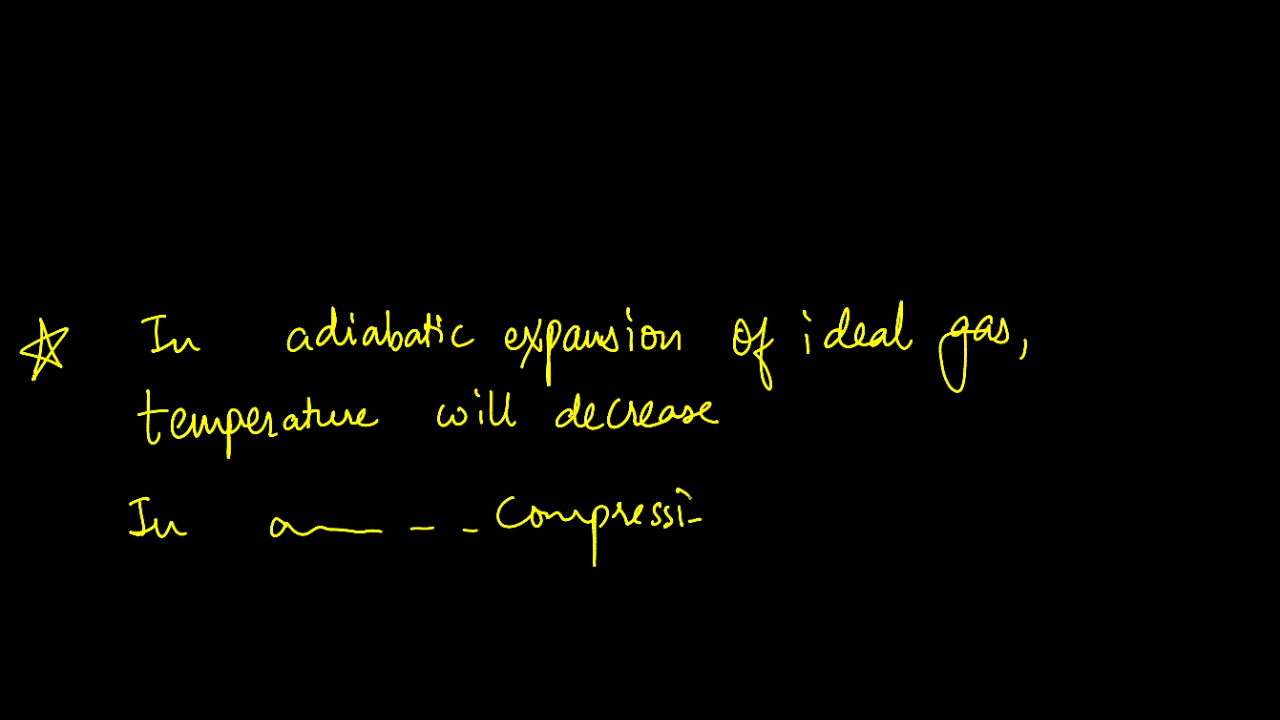 ☆ In adiabatic expansion of ideal gas,
temperature will decrease
In a—— - - Compressi-